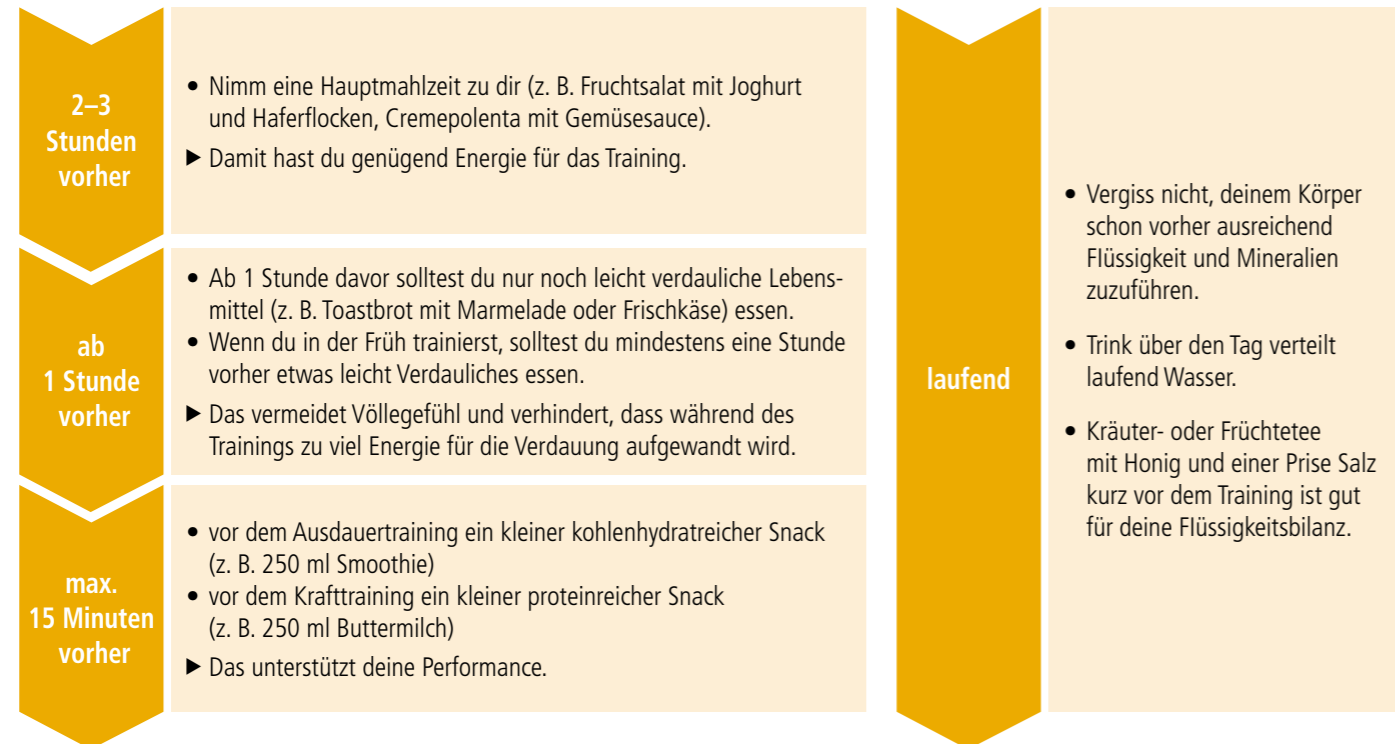 2–3
Stunden
vorher
• Nimm eine Hauptmahlzeit zu dir (z. B. Fruchtsalat mit Joghurt
und Haferflocken, Cremepolenta mit Gemüsesauce).
▶ Damit hast du genügend Energie für das Training.
ab
1 Stunde
vorher
• Ab 1 Stunde davor solltest du nur noch leicht verdauliche Lebens-
mittel (z. B. Toastbrot mit Marmelade oder Frischkäse) essen.
• Wenn du in der Früh trainierst, solltest du mindestens eine Stunde
vorher etwas leicht Verdauliches essen.
▶ Das vermeidet Völlegefühl und verhindert, dass während des
Trainings zu viel Energie für die Verdauung aufgewandt wird.
max.
15 Minuten
vorher
• vor dem Ausdauertraining ein kleiner kohlenhydratreicher Snack
(z. B. 250 ml Smoothie)
• vor dem Krafttraining ein kleiner proteinreicher Snack
(z. B. 250 ml Buttermilch)
▶ Das unterstützt deine Performance.
laufend
• Vergiss nicht, deinem Körper
schon vorher ausreichend
Flüssigkeit und Mineralien
zuzuführen.
• Trink über den Tag verteilt
laufend Wasser.
• Kräuter- oder Früchtetee
mit Honig und einer Prise Salz
kurz vor dem Training ist gut
für deine Flüssigkeitsbilanz.